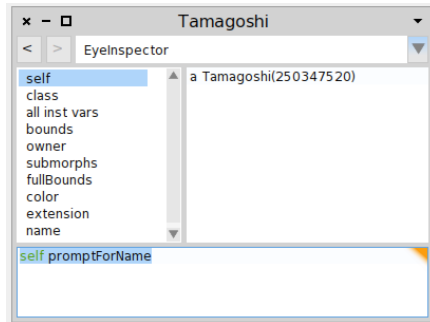 Tamagoshi
< > EyeInspector
self
class
all inst vars
bounds
owner
submorphs
fullBounds
color
extension
name
a Tamagoshi(250347520)
self promptForName